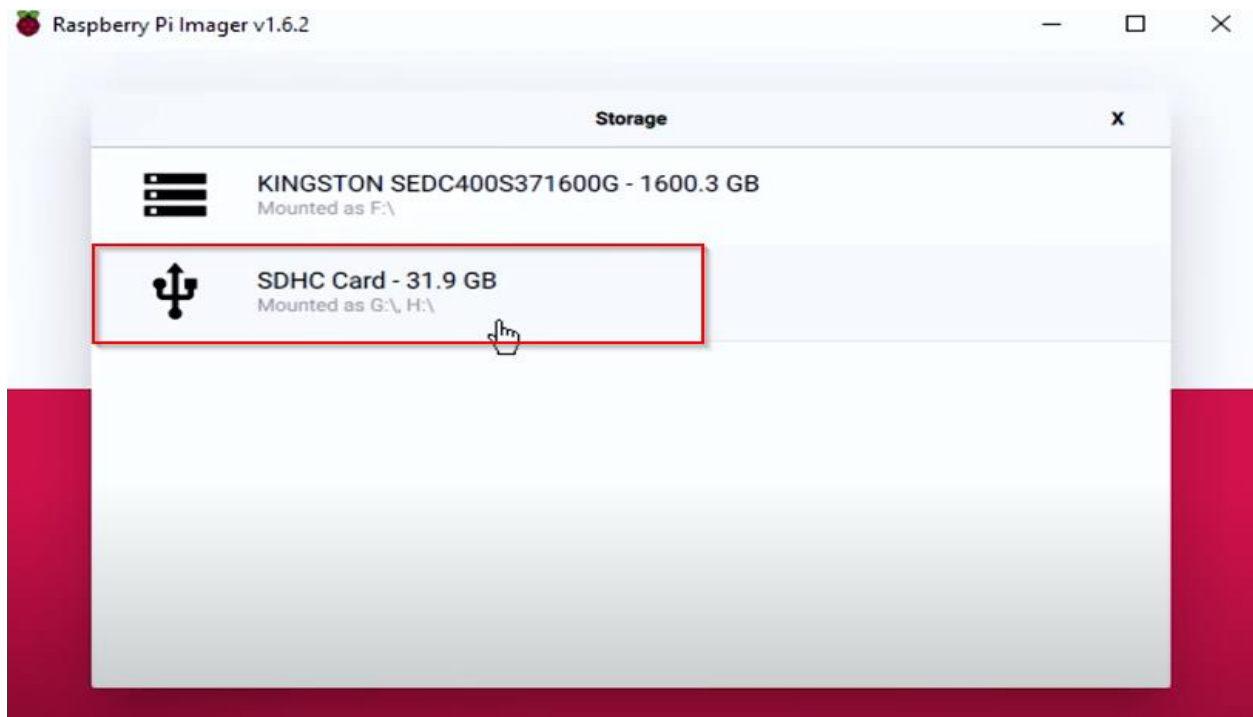 Raspberry Pi Imager v1.6.2
Storage
X
KINGSTON SEDC400S371600G - 1600.3 GB
Mounted as F:\
SDHC Card - 31.9 GB
Mounted as G:\, H:\